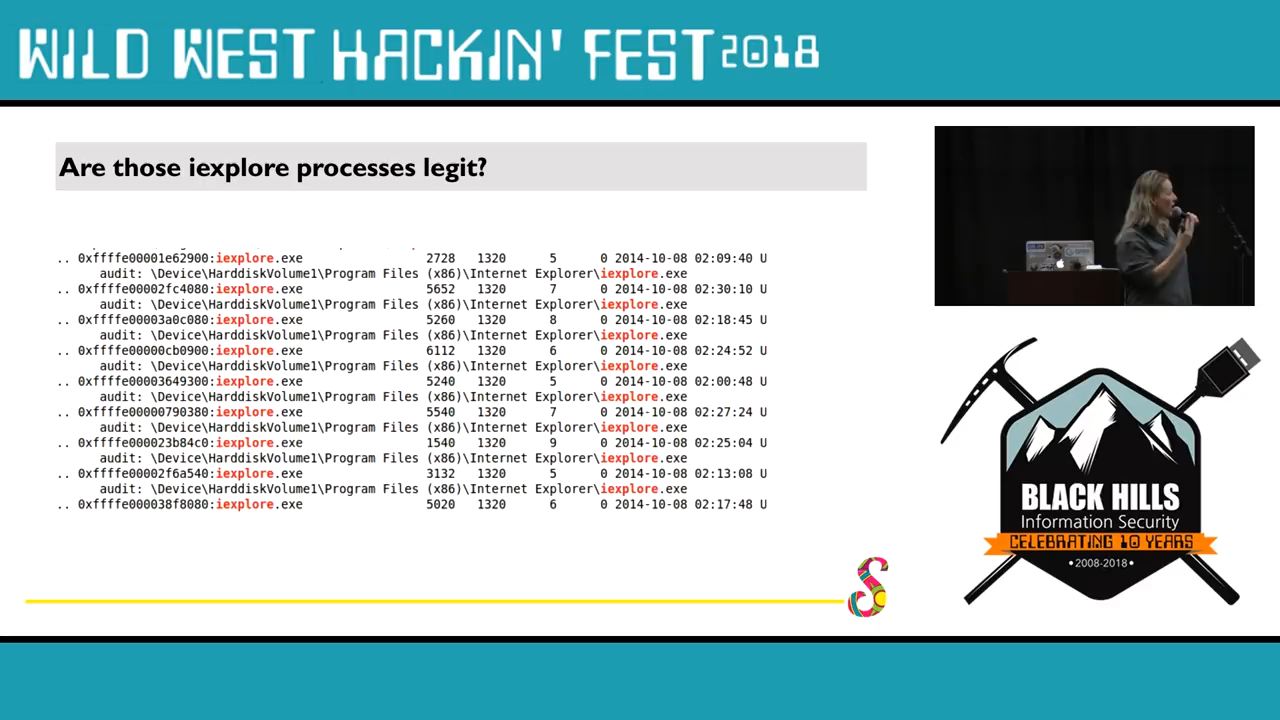 WILD WEST HACKIN' FEST 2018
Are those iexplore processes legit?
.. 0xffffe00001e62900:iexplore.exe 2728 1320 5 0 2014-10-08 02:09:40 U
audit: \Device\HarddiskVolume1\Program Files (x86)\Internet Explorer\iexplore.exe
.. 0xffffe00002fc4080:iexplore.exe 5652 1320 7 0 2014-10-08 02:30:10 U
audit: \Device\HarddiskVolume1\Program Files (x86)\Internet Explorer\iexplore.exe
.. 0xffffe00003a0c080:iexplore.exe 5260 1320 8 0 2014-10-08 02:18:45 U
audit: \Device\HarddiskVolume1\Program Files (x86)\Internet Explorer\iexplore.exe
.. 0xffffe00000cb0900:iexplore.exe 6112 1320 6 0 2014-10-08 02:24:52 U
audit: \Device\HarddiskVolume1\Program Files (x86)\Internet Explorer\iexplore.exe
.. 0xffffe00003649300:iexplore.exe 5240 1320 5 0 2014-10-08 02:00:48 U
audit: \Device\HarddiskVolume1\Program Files (x86)\Internet Explorer\iexplore.exe
.. 0xffffe00000790380:iexplore.exe 5540 1320 7 0 2014-10-08 02:27:24 U
audit: \Device\HarddiskVolume1\Program Files (x86)\Internet Explorer\iexplore.exe
.. 0xffffe000023b84c0:iexplore.exe 1540 1320 9 0 2014-10-08 02:25:04 U
audit: \Device\HarddiskVolume1\Program Files (x86)\Internet Explorer\iexplore.exe
.. 0xffffe00002f6a540:iexplore.exe 3132 1320 5 0 2014-10-08 02:13:08 U
audit: \Device\HarddiskVolume1\Program Files (x86)\Internet Explorer\iexplore.exe
.. 0xffffe000038f8080:iexplore.exe 5020 1320 6 0 2014-10-08 02:17:48 U
BLACK HILLS
Information Security
CELEBRATING 10 YEARS
•2008-2018•